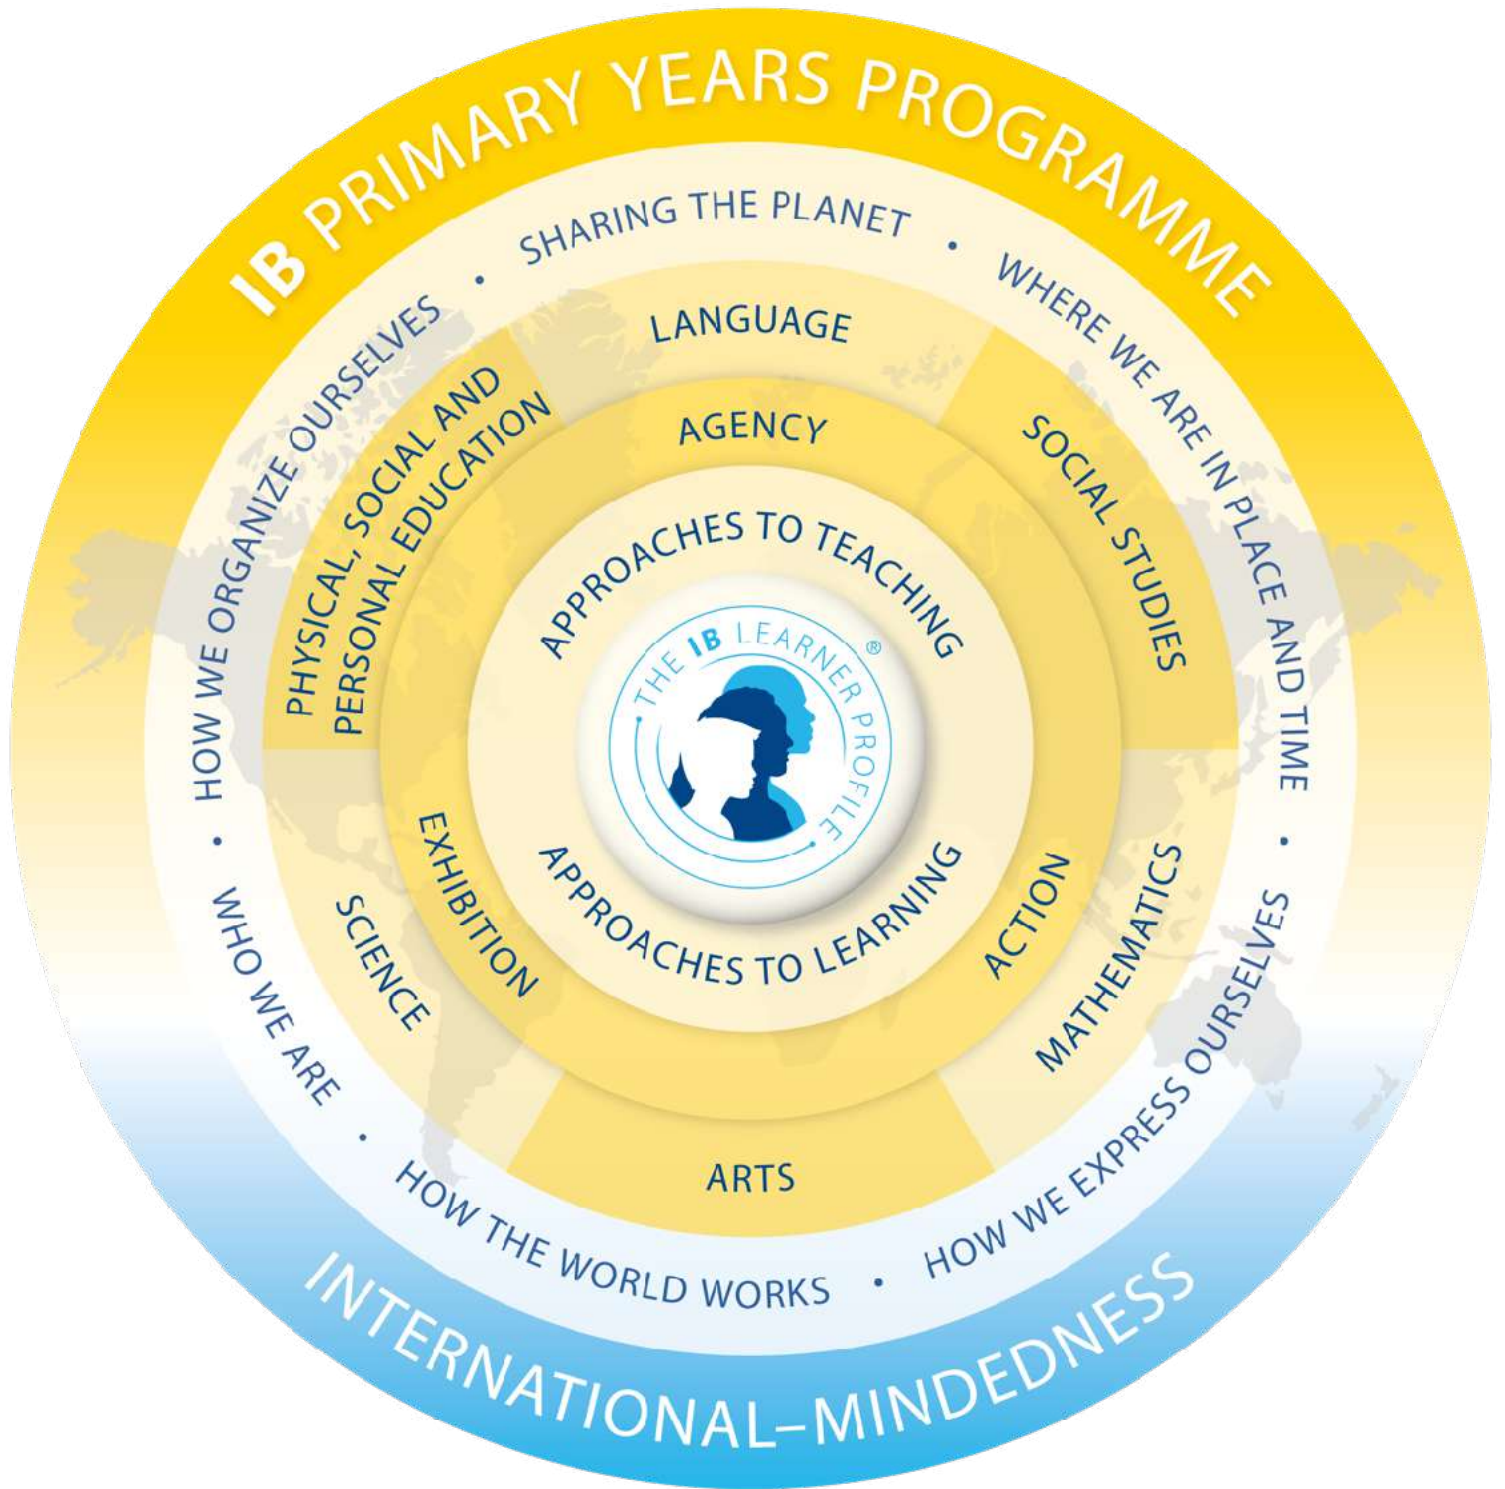 IB PRIMARY YEARS PROGRAMME
SHARING THE PLANET
•
WHERE WE ARE IN PLACE AND TIME
•
HOW WE EXPRESS OURSELVES
•
HOW THE WORLD WORKS
•
WHO WE ARE
•
HOW WE ORGANIZE OURSELVES
•
LANGUAGE
SOCIAL STUDIES
MATHEMATICS
ARTS
SCIENCE
PHYSICAL, SOCIAL AND
PERSONAL EDUCATION
AGENCY
ACTION
EXHIBITION
APPROACHES TO TEACHING
APPROACHES TO LEARNING
THE IB LEARNER PROFILE ®
INTERNATIONAL–MINDEDNESS